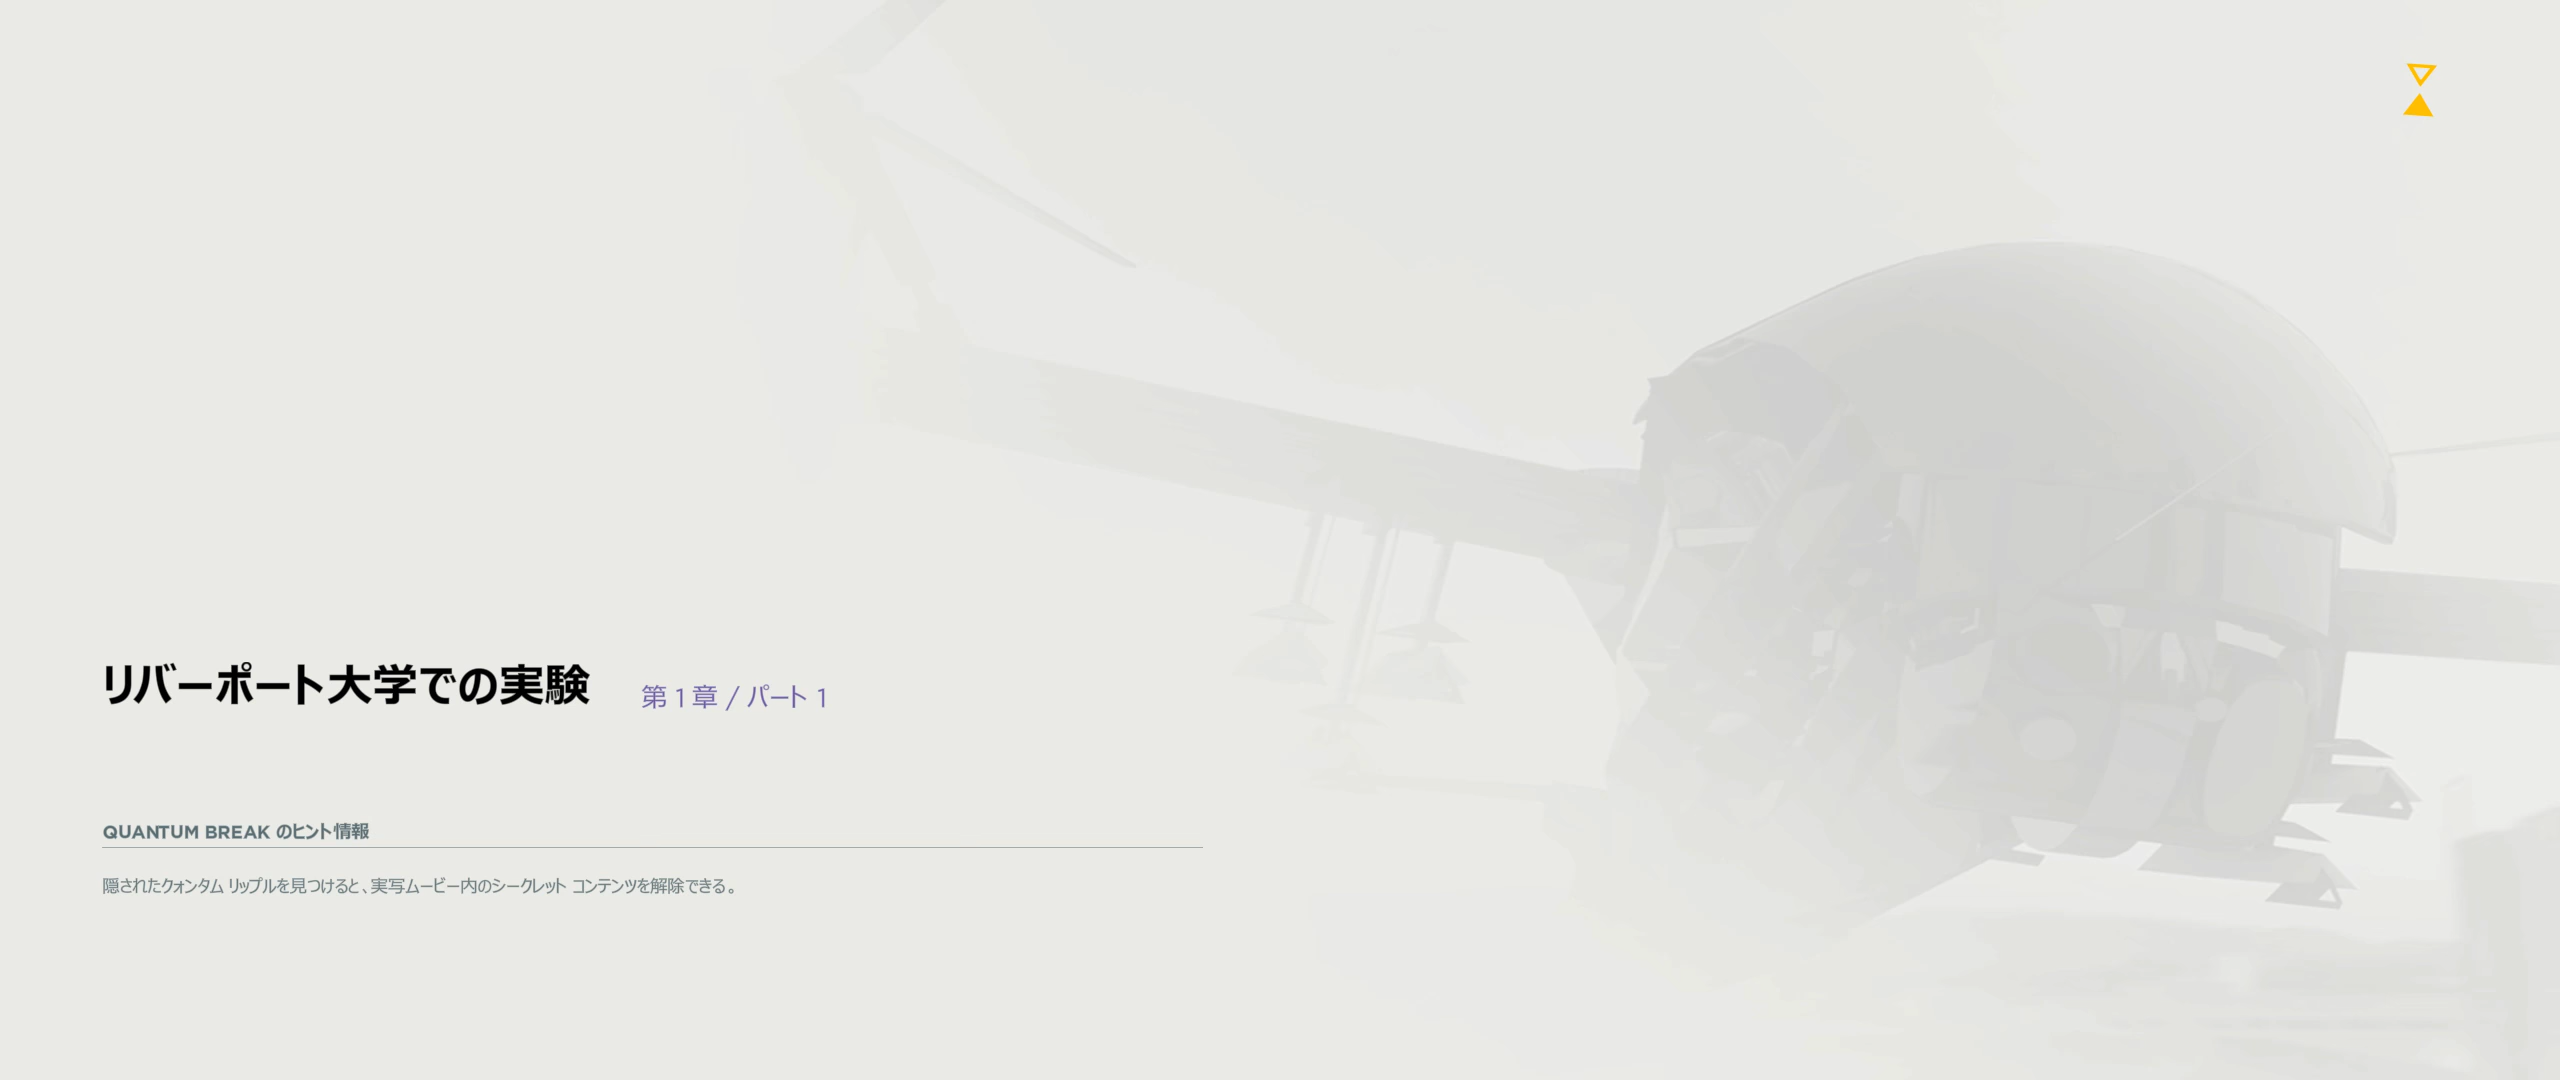 リバーポート大学での実験 第 1 章 / パート 1
QUANTUM BREAK のヒント情報
隠されたクォンタム リップルを見つけると、実写ムービー内のシークレット コンテンツを解除できる。